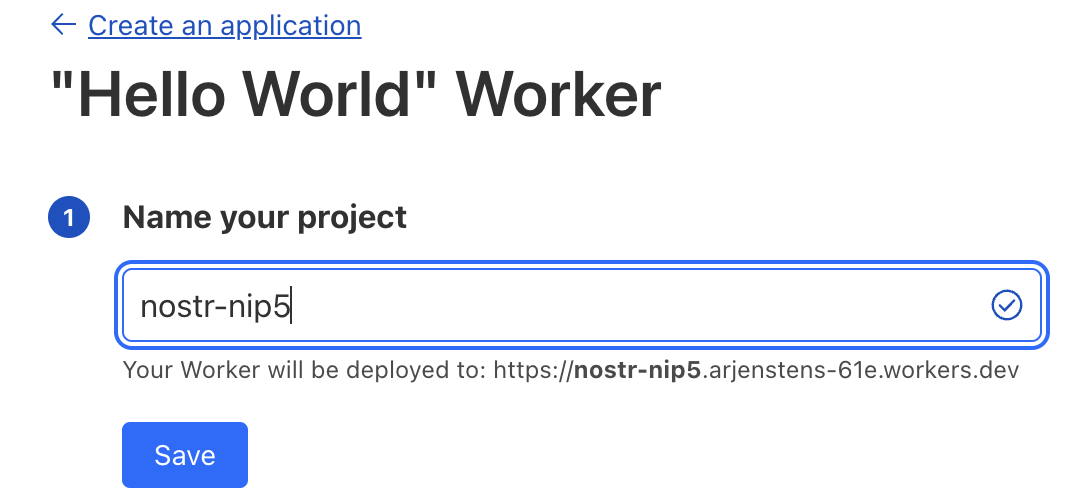 ← Create an application
"Hello World" Worker
1 Name your project
nostr-nip5
Your Worker will be deployed to: https://nostr-nip5.arjenstens-61e.workers.dev
Save